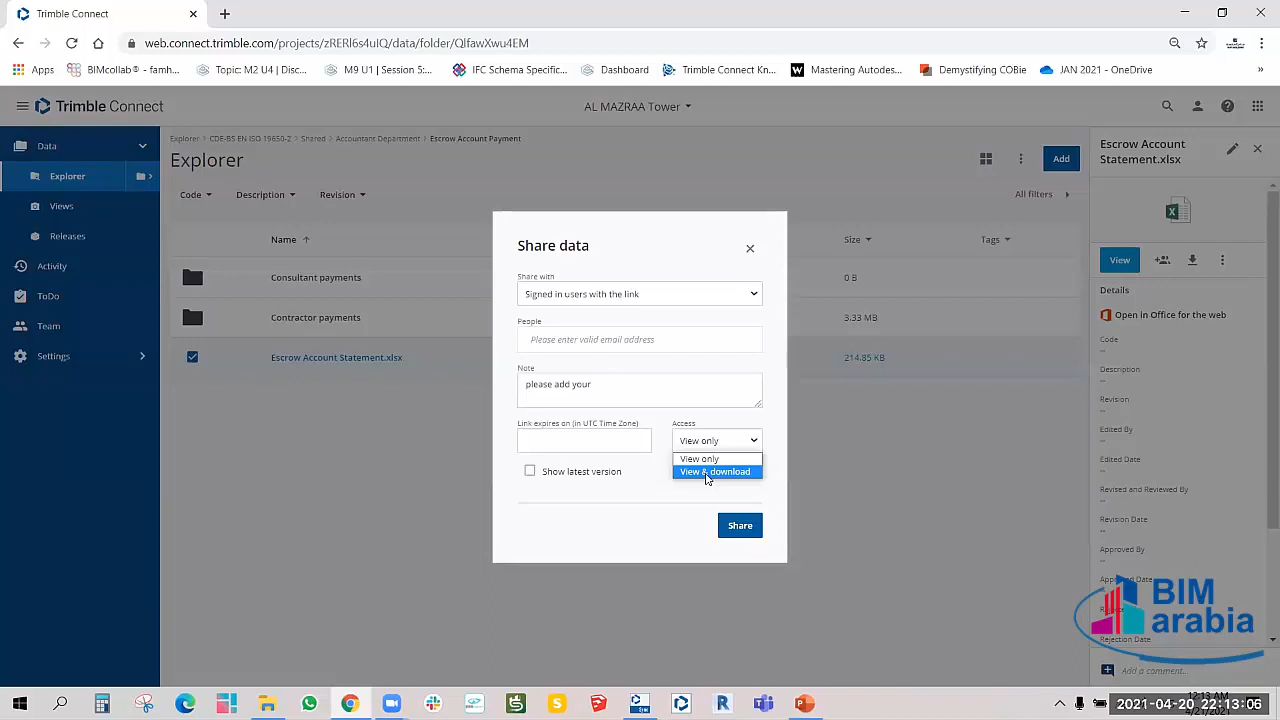 Trimble Connect
web.connect.trimble.com/projects/zRERl6s4uIQ/data/folder/QlfawXwu4EM
Apps
BIMcollab® - famh...
Topic: M2 U4 | Disc...
M9 U1 | Session 5:...
IFC Schema Specific...
Dashboard
Trimble Connect Kn...
Mastering Autodes...
Demystifying COBie
JAN 2021 - OneDrive
Trimble Connect
AL MAZRAA Tower
Data
Explorer
Views
Releases
Activity
ToDo
Team
Settings
Explorer > CDE-BS EN ISO 19650-2 > Shared > Accountant Department > Escrow Account Payment
Explorer
Add
Code
Description
Revision
All filters
Name
Size
Tags
Consultant payments
0 B
Contractor payments
3.33 MB
Escrow Account Statement.xlsx
214.85 KB
Share data
Share with
Signed in users with the link
People
Please enter valid email address
Note
please add your
Link expires on (in UTC Time Zone)
Access
View only
View only
View & download
Show latest version
Share
Escrow Account
Statement.xlsx
View
Details
Open in Office for the web
Code
--
Description
--
Revision
--
Edited By
--
Edited Date
--
Revised and Reviewed By
--
Revision Date
--
Approved By
--
Rejection Date
Add a comment...
BIM
arabia
12:13 AM
2021-04-20 22:13:06